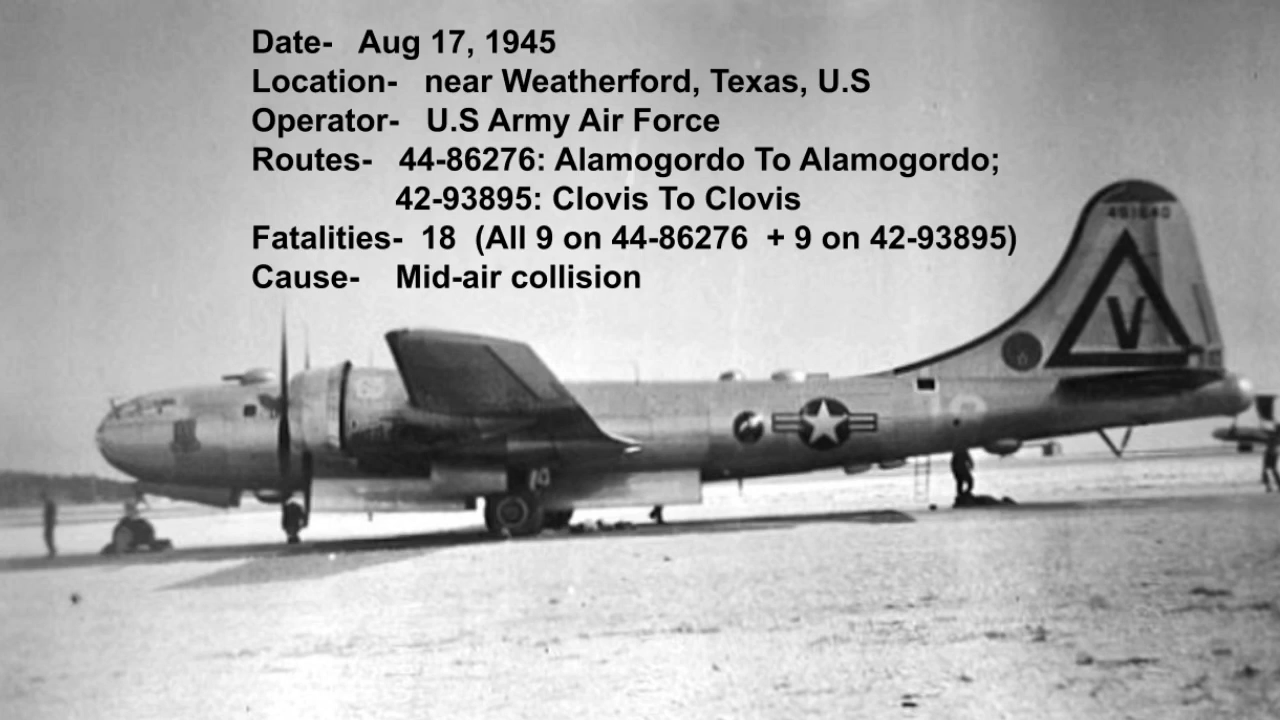 Date- Aug 17, 1945
Location- near Weatherford, Texas, U.S
Operator- U.S Army Air Force
Routes- 44-86276: Alamogordo To Alamogordo;
42-93895: Clovis To Clovis
Fatalities- 18 (All 9 on 44-86276 + 9 on 42-93895)
Cause- Mid-air collision
V